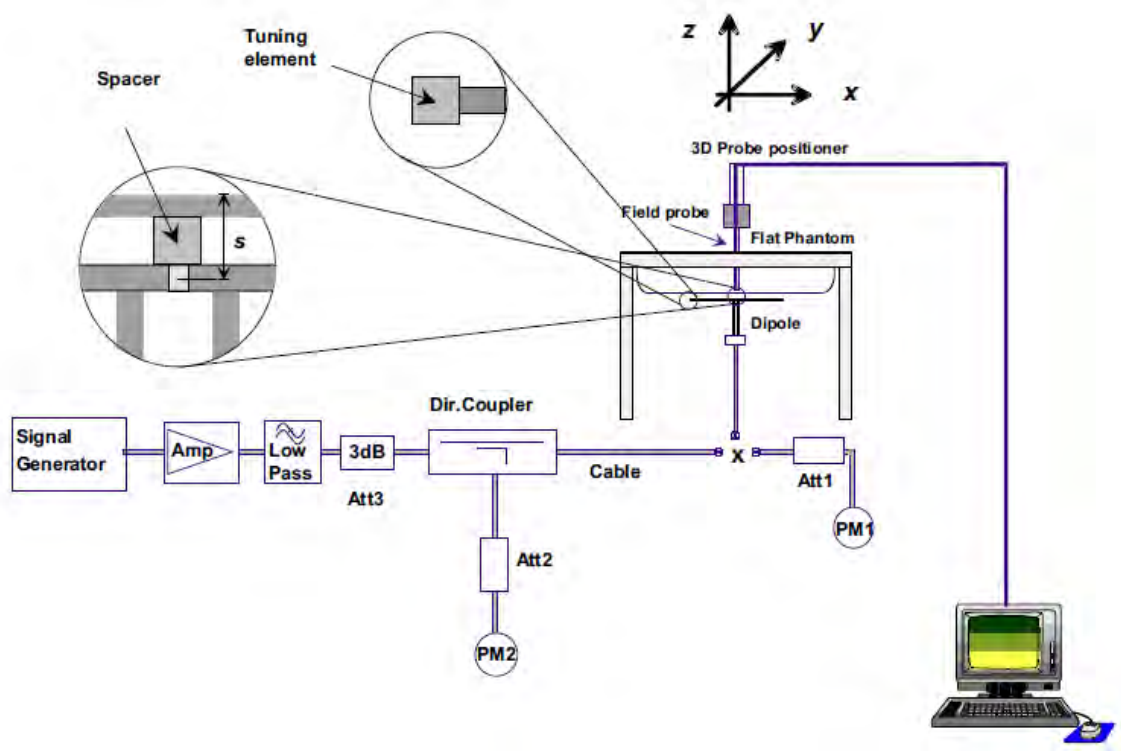 Tuning
element
Spacer
s
z
y
x
3D Probe positioner
Field probe
Flat Phantom
Dipole
Dir.Coupler
Signal
Generator
Amp
Low
Pass
3dB
Att3
Cable
x
Att1
PM1
Att2
PM2